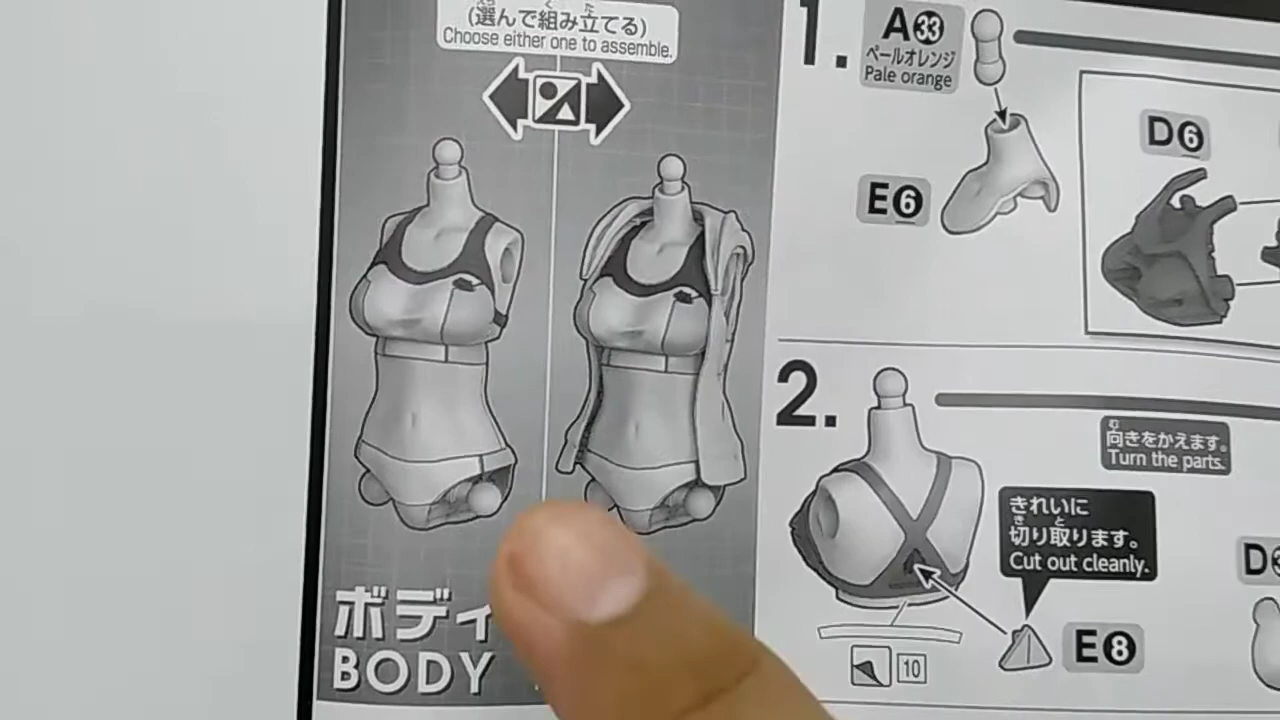 (選んで組み立てる)
Choose either one to assemble.
ボディ
BODY
1.
A33
ペールオレンジ
Pale orange
E6
D6
2.
向きをかえます。
Turn the parts.
きれいに
切り取ります。
Cut out cleanly.
E8
10